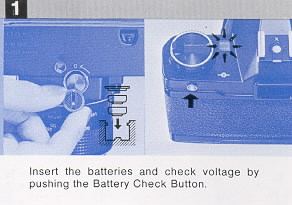 1
Insert the batteries and check voltage by
pushing the Battery Check Button.